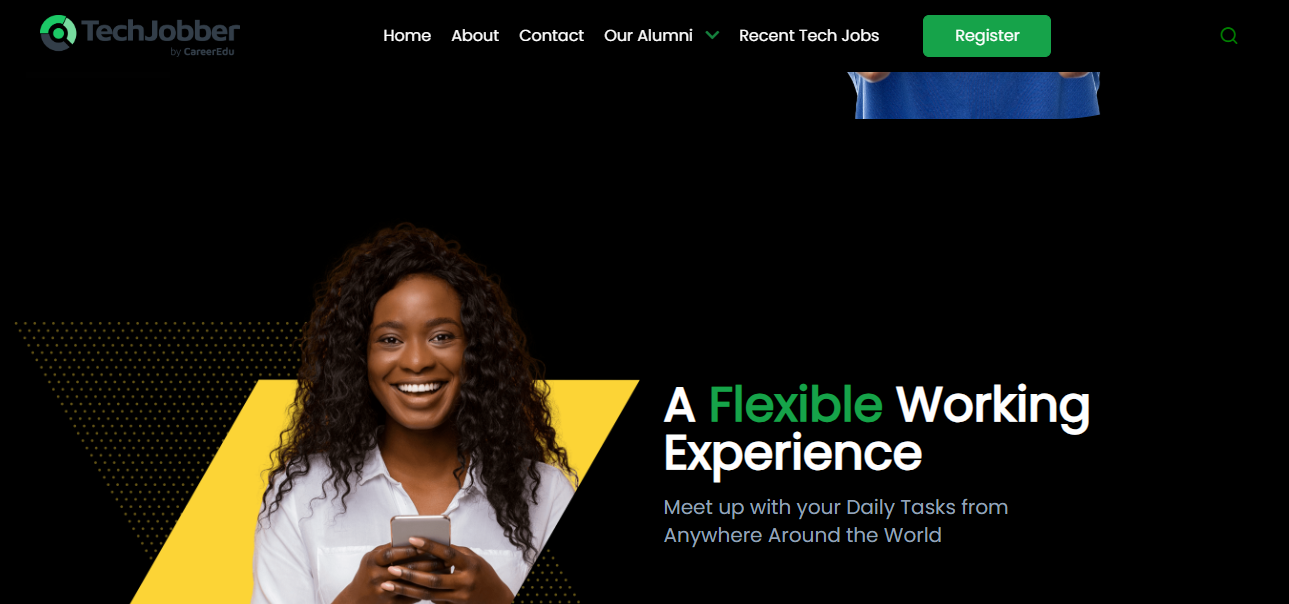 TechJobber
by CareerEdu
Home About Contact Our Alumni Recent Tech Jobs Register
A Flexible Working
Experience
Meet up with your Daily Tasks from
Anywhere Around the World